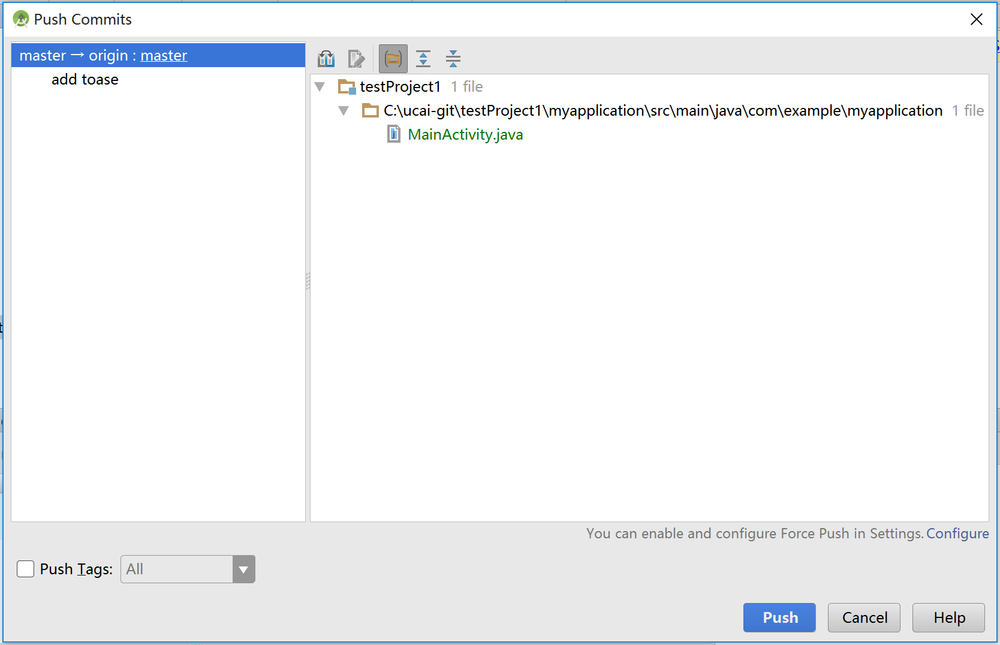 Push Commits
master → origin : master
add toase
testProject1 1 file
C:\ucai-git\testProject1\myapplication\src\main\java\com\example\myapplication 1 file
MainActivity.java
You can enable and configure Force Push in Settings. Configure
Push Tags: All
Push Cancel Help